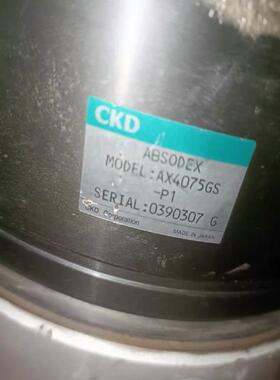 CKD
ABSODEX
MODEL:AX4075GS
-P1
SERIAL:0390307 G
CKD Corporation MADE IN JAPAN